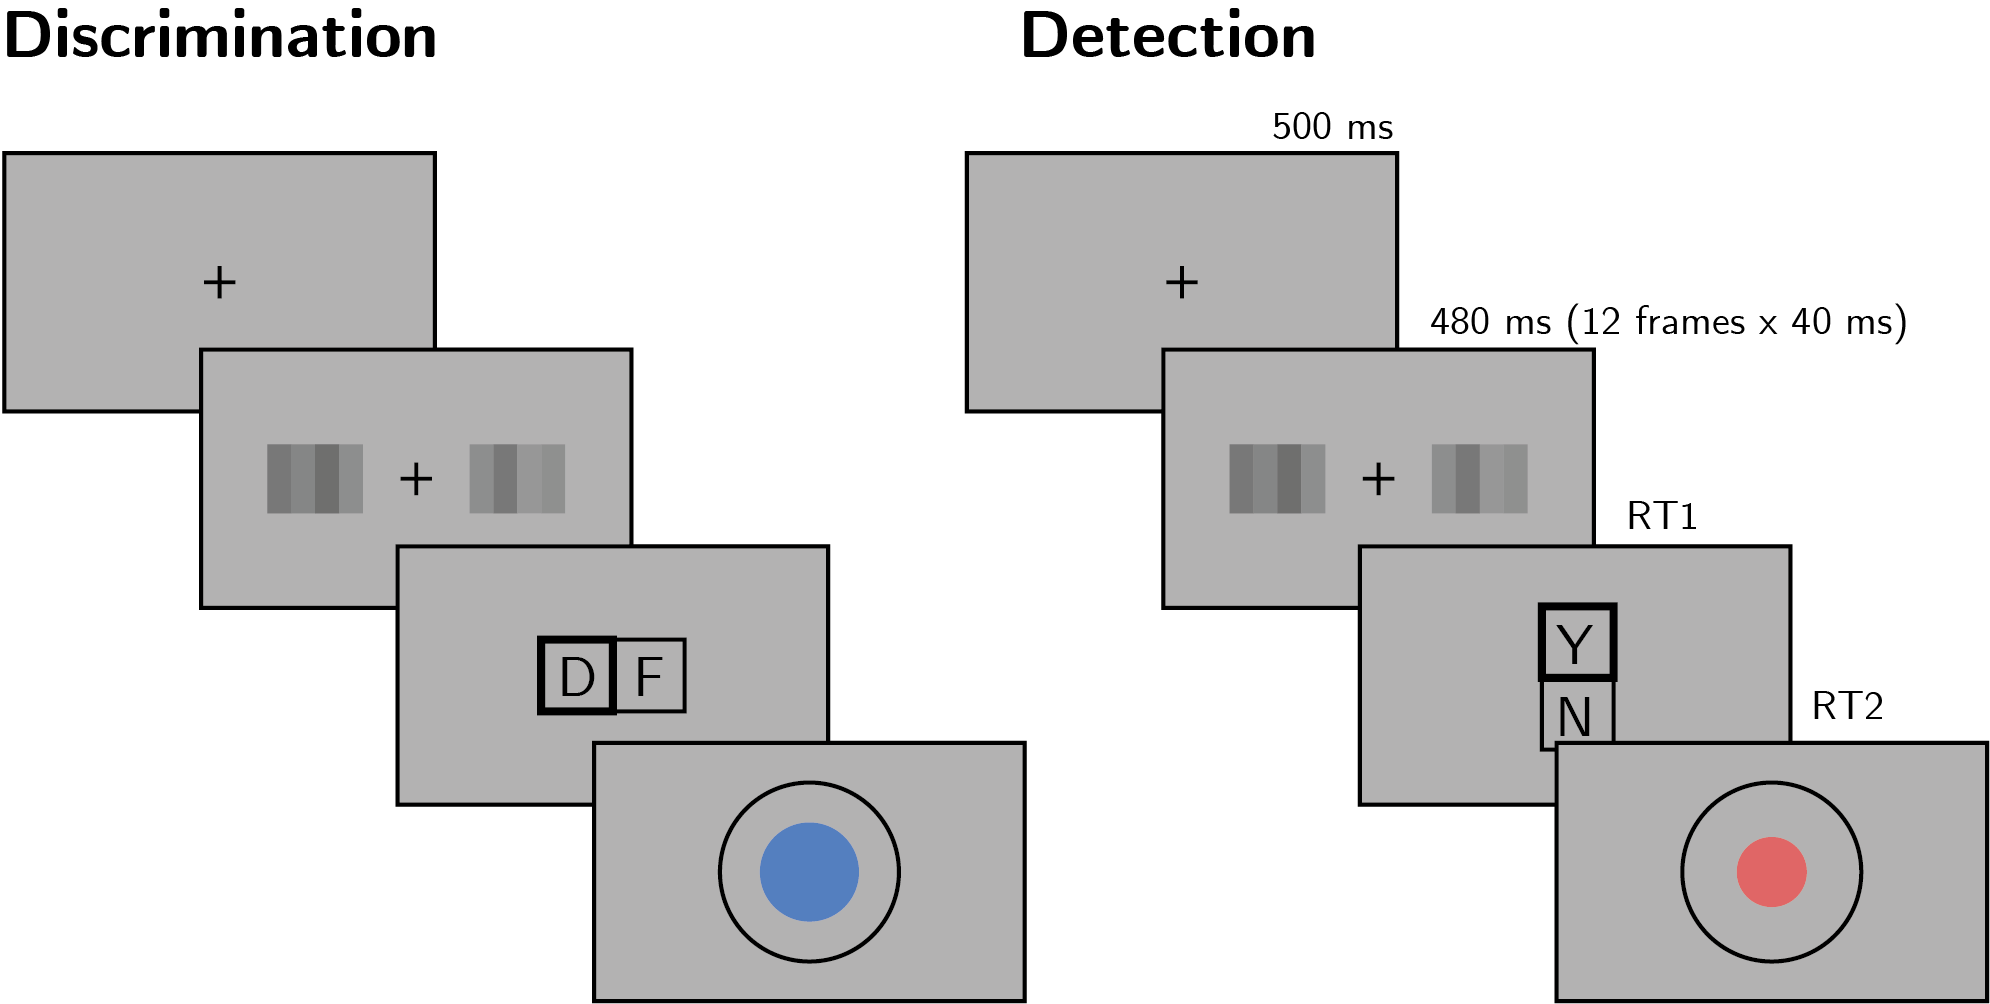 Discrimination
D F
Detection
500 ms
480 ms (12 frames x 40 ms)
RT1
Y
N
RT2